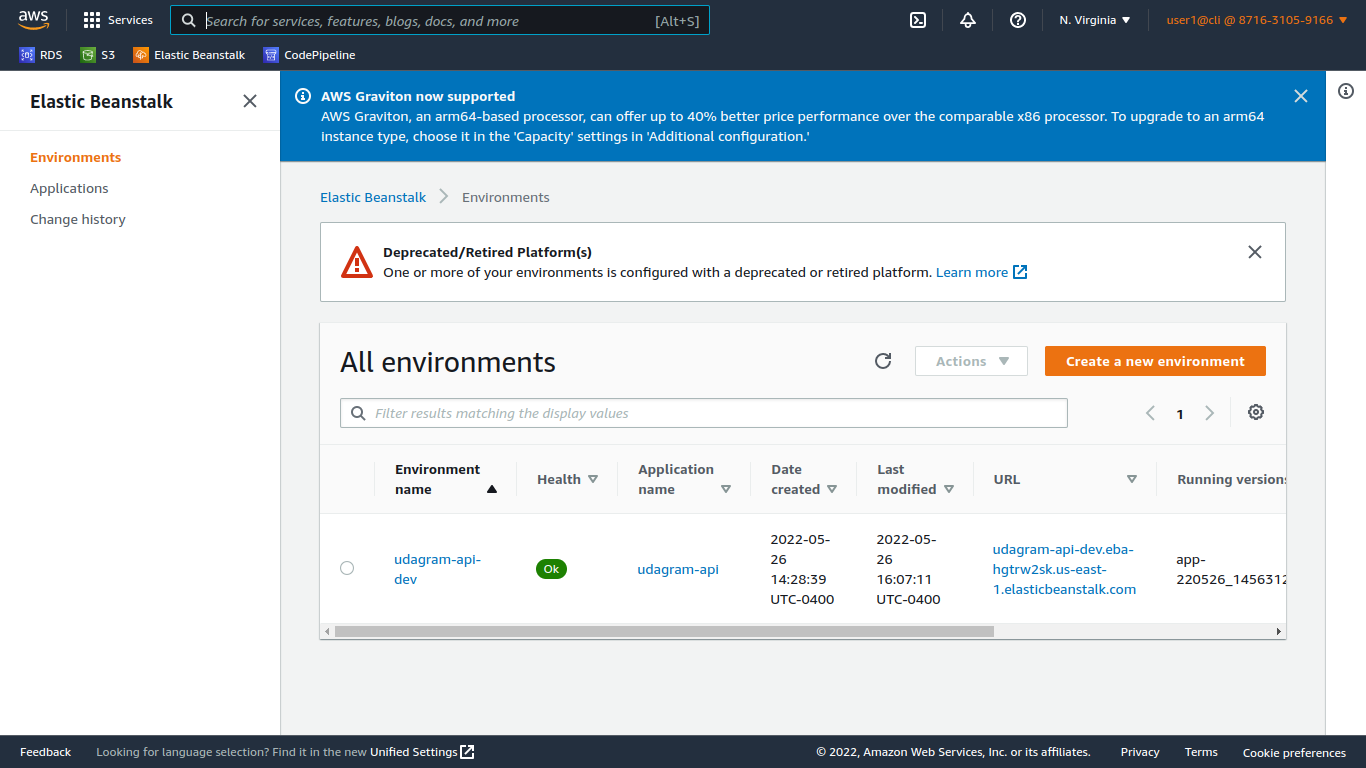 aws
Services
Search for services, features, blogs, docs, and more [Alt+S]
N. Virginia ▼
user1@cli @ 8716-3105-9166 ▼
RDS S3 Elastic Beanstalk CodePipeline
Elastic Beanstalk
Environments
Applications
Change history
AWS Graviton now supported
AWS Graviton, an arm64-based processor, can offer up to 40% better price performance over the comparable x86 processor. To upgrade to an arm64
instance type, choose it in the 'Capacity' settings in 'Additional configuration.'
Elastic Beanstalk Environments
Deprecated/Retired Platform(s)
One or more of your environments is configured with a deprecated or retired platform. Learn more
All environments
Actions ▼
Create a new environment
Filter results matching the display values
1
Environment
name
Health
Application
name
Date
created
Last
modified
URL
Running versions
udagram-api-
dev
Ok
udagram-api
2022-05-
26
14:28:39
UTC-0400
2022-05-
26
16:07:11
UTC-0400
udagram-api-dev.eba-
hgtrw2sk.us-east-
1.elasticbeanstalk.com
app-
220526_1456312
Feedback
Looking for language selection? Find it in the new Unified Settings
© 2022, Amazon Web Services, Inc. or its affiliates.
Privacy
Terms
Cookie preferences